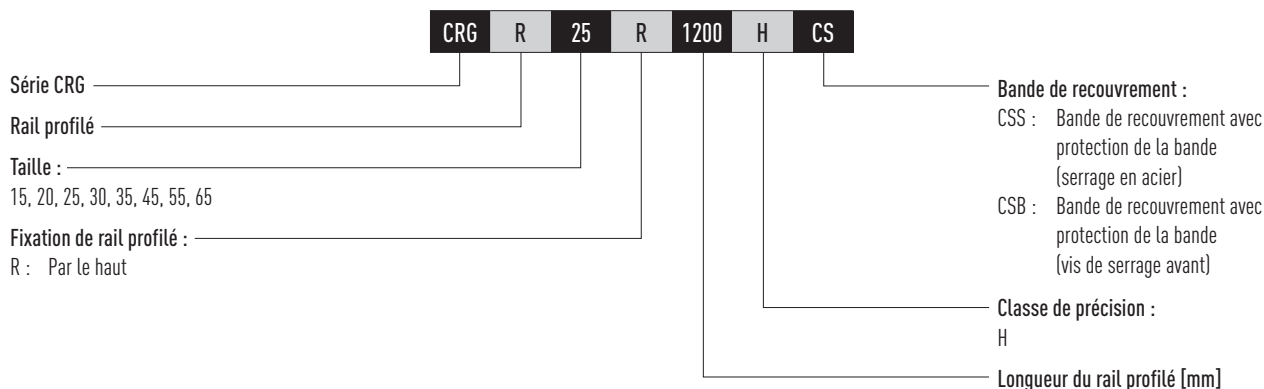 CRG R 25 R 1200 H CS
Série CRG
Rail profilé
Taille :
15, 20, 25, 30, 35, 45, 55, 65
Fixation de rail profilé :
R : Par le haut
Bande de recouvrement :
CSS : Bande de recouvrement avec
protection de la bande
(serrage en acier)
CSB : Bande de recouvrement avec
protection de la bande
(vis de serrage avant)
Classe de précision :
H
Longueur du rail profilé [mm]